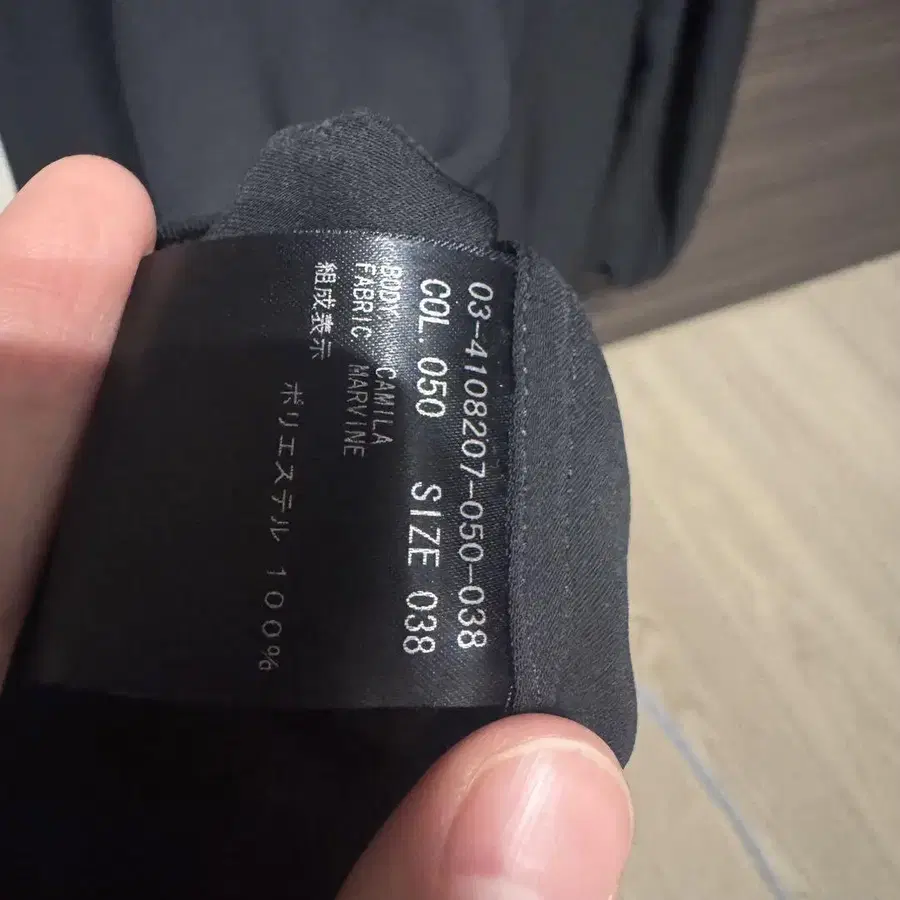 03-4108207-050-038
COL.050 SIZE 038
BODY CAMILA
FABRIC MARVINE
組成表示
ポリエステル 100%